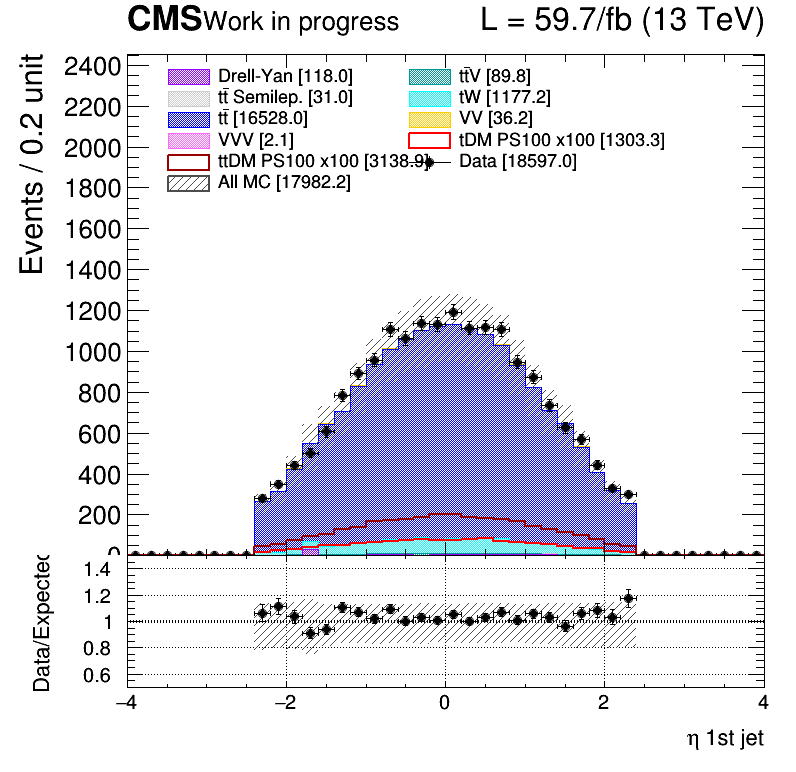 CMS Work in progress L = 59.7/fb (13 TeV)
Events / 0.2 unit
2400
2200
2000
1800
1600
1400
1200
1000
800
600
400
200
0
Drell-Yan [118.0] tt̄V [89.8]
tt̄ Semilep. [31.0] tW [1177.2]
tt̄ [16528.0] VV [36.2]
VVV [2.1] tDM PS100 x100 [1303.3]
ttDM PS100 x100 [3138.9] Data [18597.0]
All MC [17982.2]
Data/Expected
1.4
1.2
1
0.8
0.6
−4 −2 0 2 4
η 1st jet